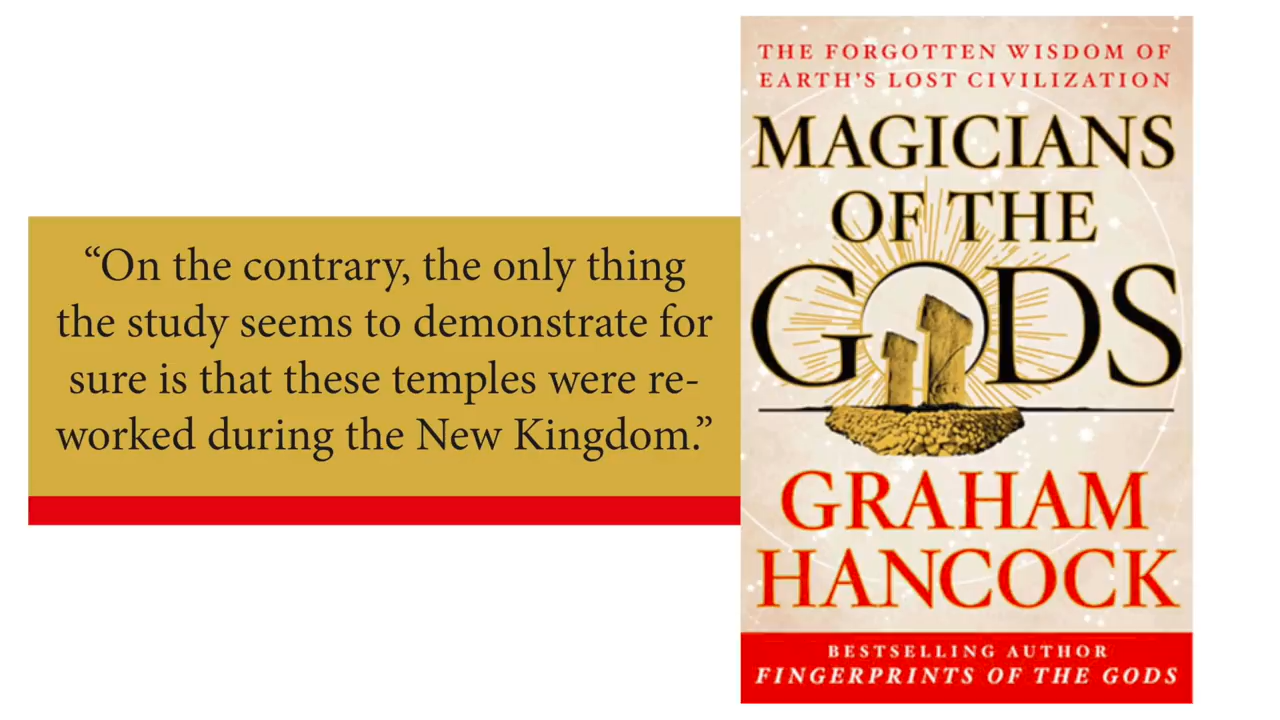 “On the contrary, the only thing
the study seems to demonstrate for
sure is that these temples were re-
worked during the New Kingdom.”
THE FORGOTTEN WISDOM OF
EARTH’S LOST CIVILIZATION
MAGICIANS
OF THE
GODS
GRAHAM
HANCOCK
BESTSELLING AUTHOR
FINGERPRINTS OF THE GODS